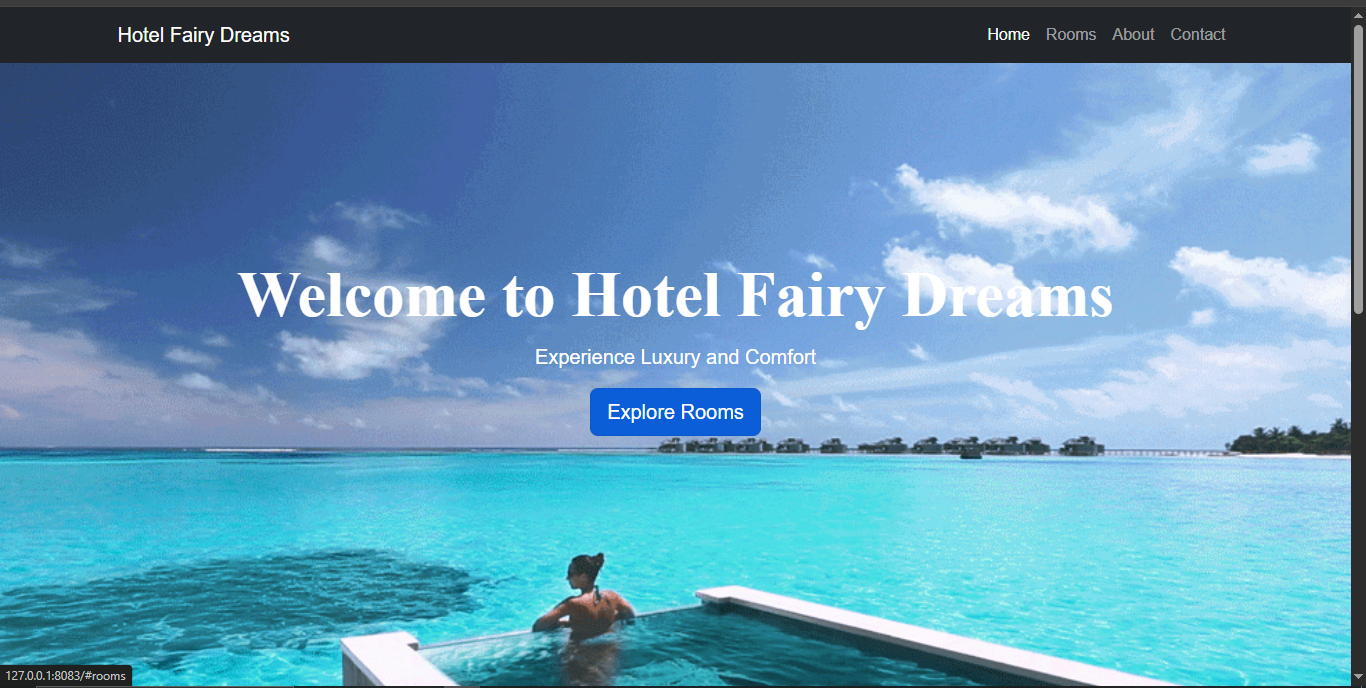 Hotel Fairy Dreams
Home Rooms About Contact
Welcome to Hotel Fairy Dreams
Experience Luxury and Comfort
Explore Rooms
127.0.0.1:8083/#rooms